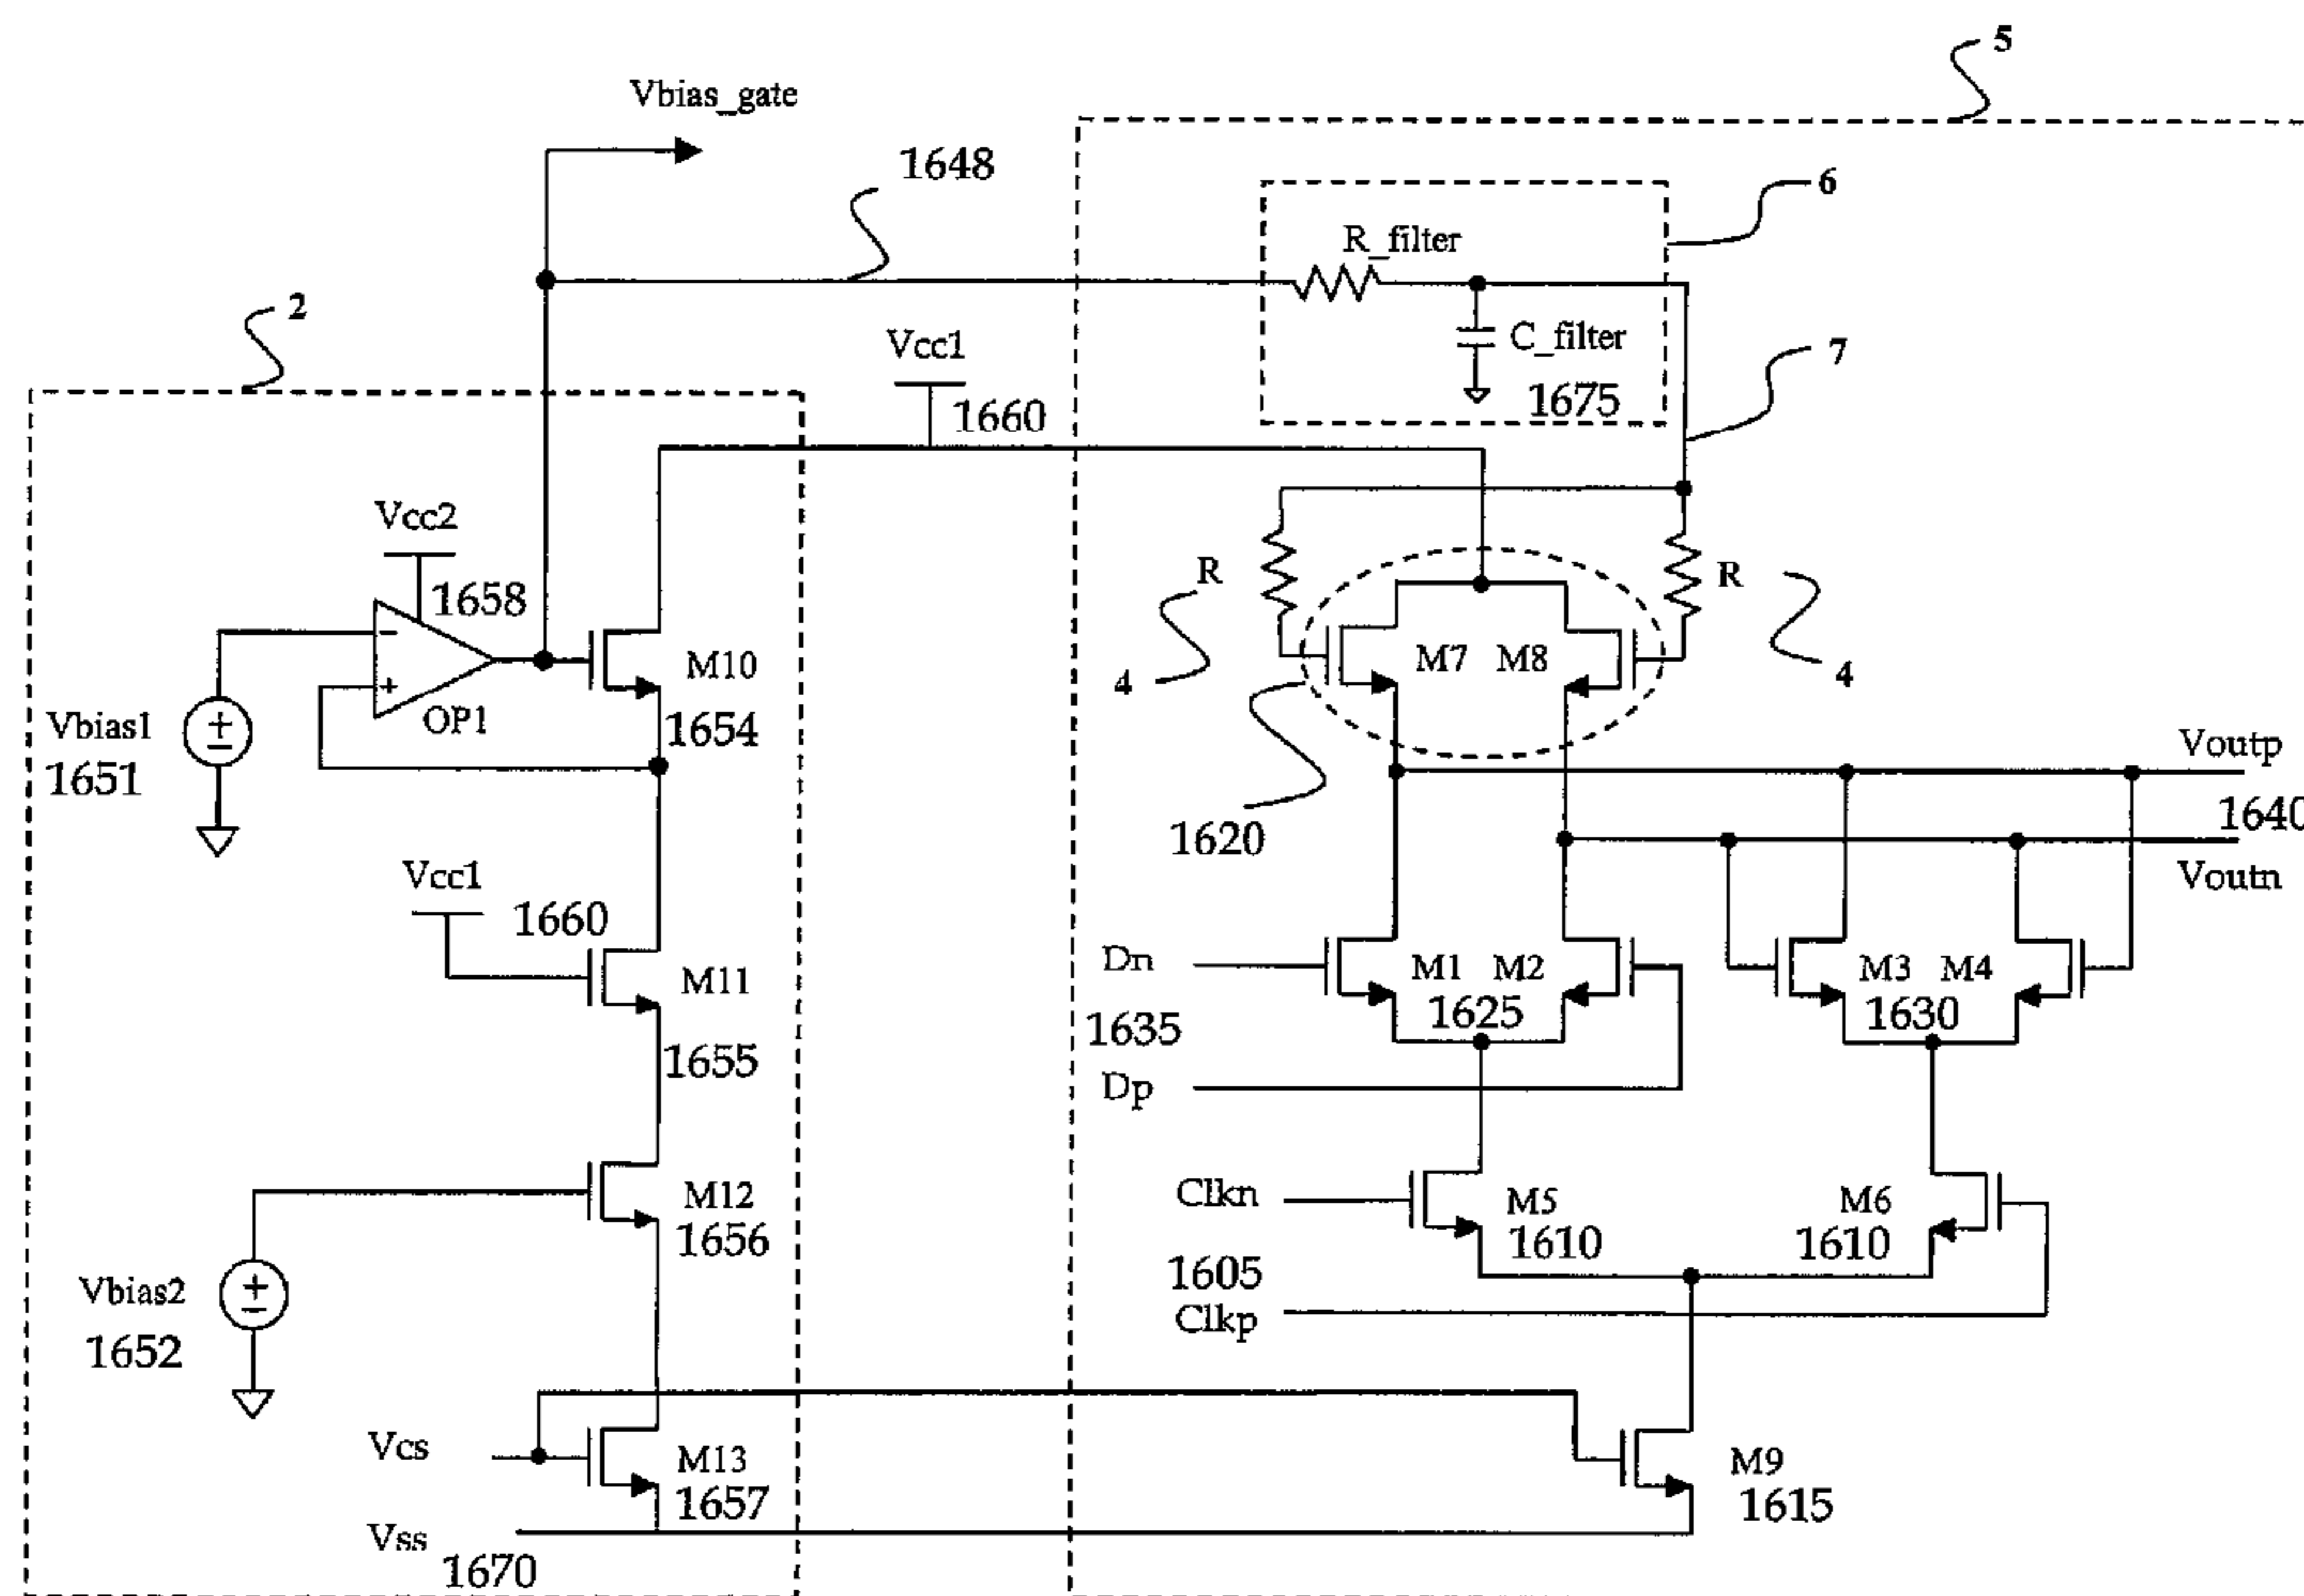 5
Vbias_gate
1648
6
R_filter
2
Vcc1
C_filter
7
1660
1675
Vcc2
1658
R
R
M10
M7
M8
4
4
OP1
1654
Vbias1
1651
Voutp
1640
1620
Voutn
Vcc1
1660
M11
Dn
M1
M2
M3
M4
1625
1630
1635
1655
Dp
M12
Clkn
M5
M6
1656
1610
1610
1605
Vbias2
Clkp
1652
Vcs
M13
M9
1657
1615
Vss
1670
+
−
+
−
+
−